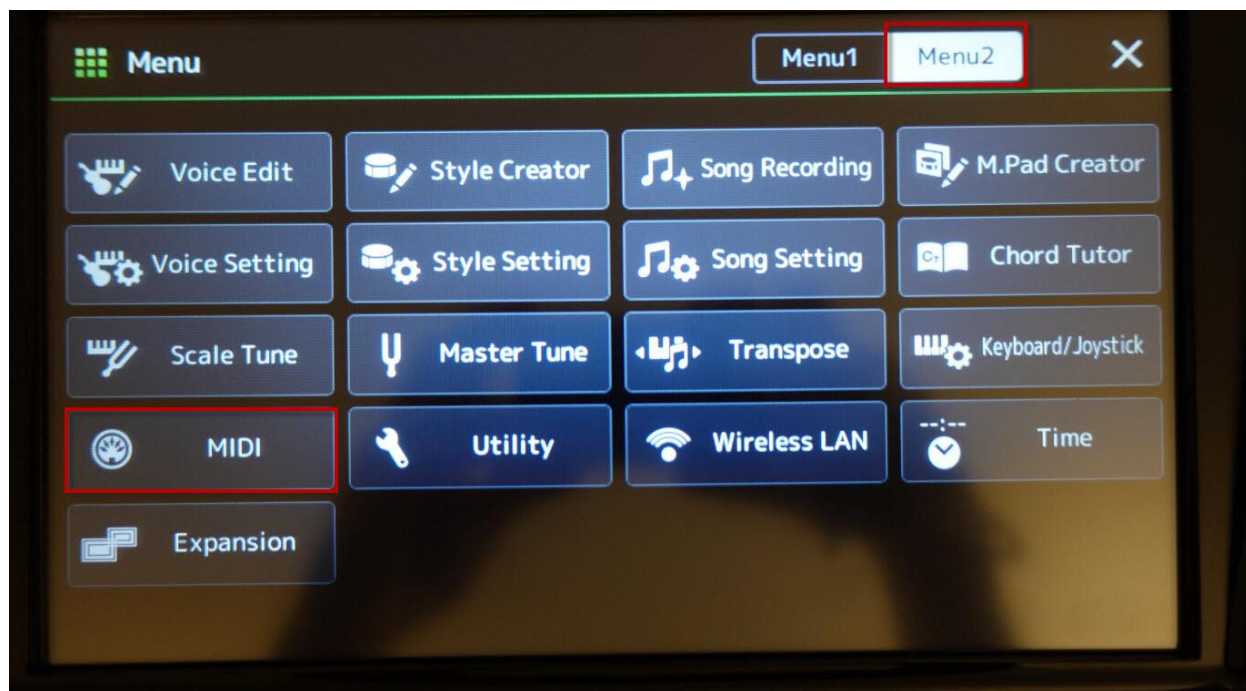 Menu
Menu1
Menu2
Voice Edit
Style Creator
Song Recording
M.Pad Creator
Voice Setting
Style Setting
Song Setting
C7
Chord Tutor
Scale Tune
Master Tune
Transpose
Keyboard/Joystick
MIDI
Utility
Wireless LAN
--:--
Time
Expansion